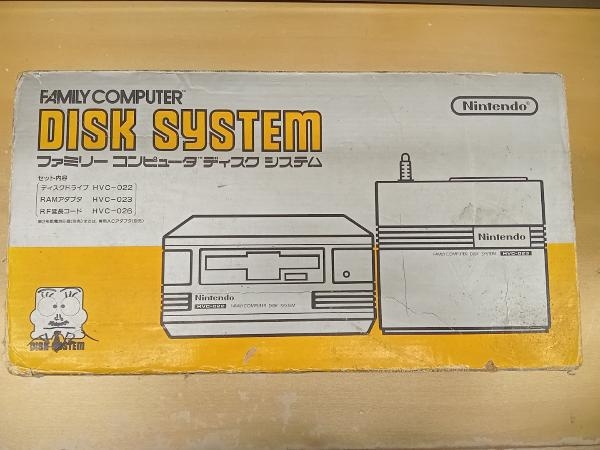 FAMILY COMPUTER™
Nintendo®
DISK SYSTEM
ファミリー コンピュータ™ ディスク システム
セット内容
ディスクドライブ HVC-022
RAMアダプタ HVC-023
RF延長コード HVC-026
Nintendo
FAMILY COMPUTER DISK SYSTEM HVC-023
Nintendo
HVC-022 FAMILY COMPUTER DISK SYSTEM
DISK SYSTEM